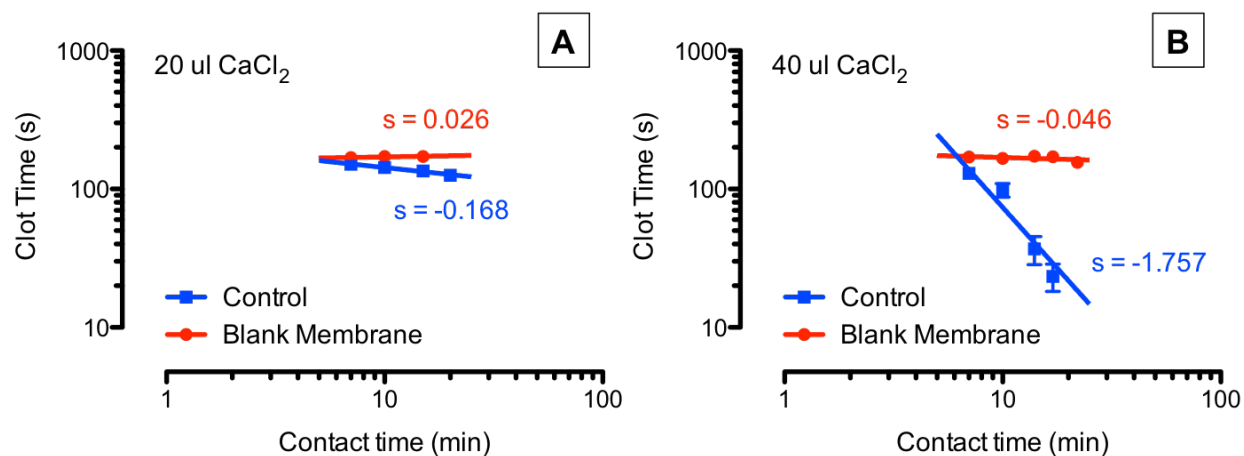 A
20 ul CaCl2
1000
100
10
Clot Time (s)
s = 0.026
s = -0.168
Control
Blank Membrane
1
10
100
Contact time (min)
B
40 ul CaCl2
1000
100
10
Clot Time (s)
s = -0.046
s = -1.757
Control
Blank Membrane
1
10
100
Contact time (min)